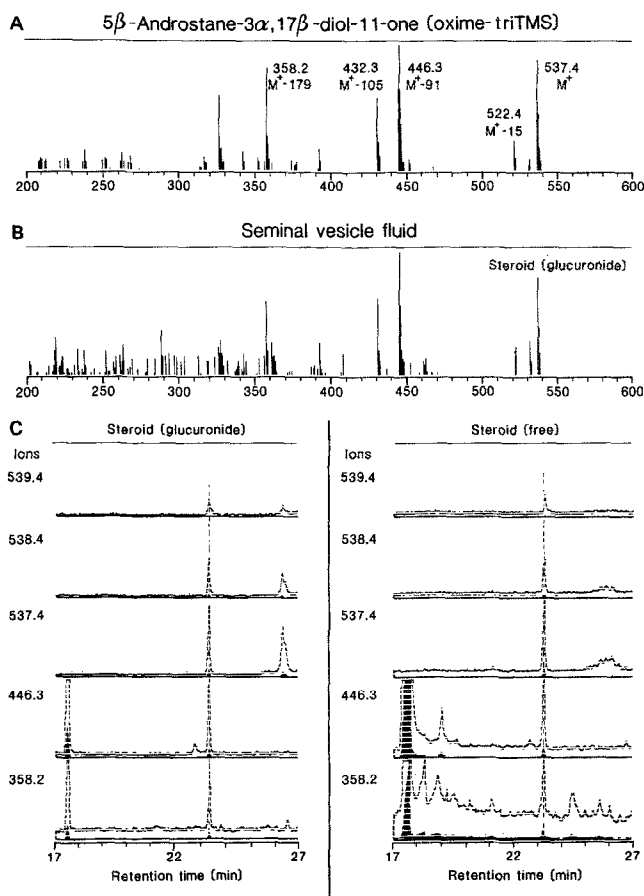 A 5β-Androstane-3α,17β-diol-11-one (oxime-triTMS)
358.2 432.3 446.3 537.4
M⁺-179 M⁺-105 M⁺-91 M⁺
522.4
M⁺-15
200 250 300 350 400 450 500 550 600
B Seminal vesicle fluid
Steroid (glucuronide)
200 250 300 350 400 450 500 550 600
C Steroid (glucuronide) Steroid (free)
Ions
539.4 539.4
538.4 538.4
537.4 537.4
446.3 446.3
358.2 358.2
17 22 27 17 22 27
Retention time (min) Retention time (min)